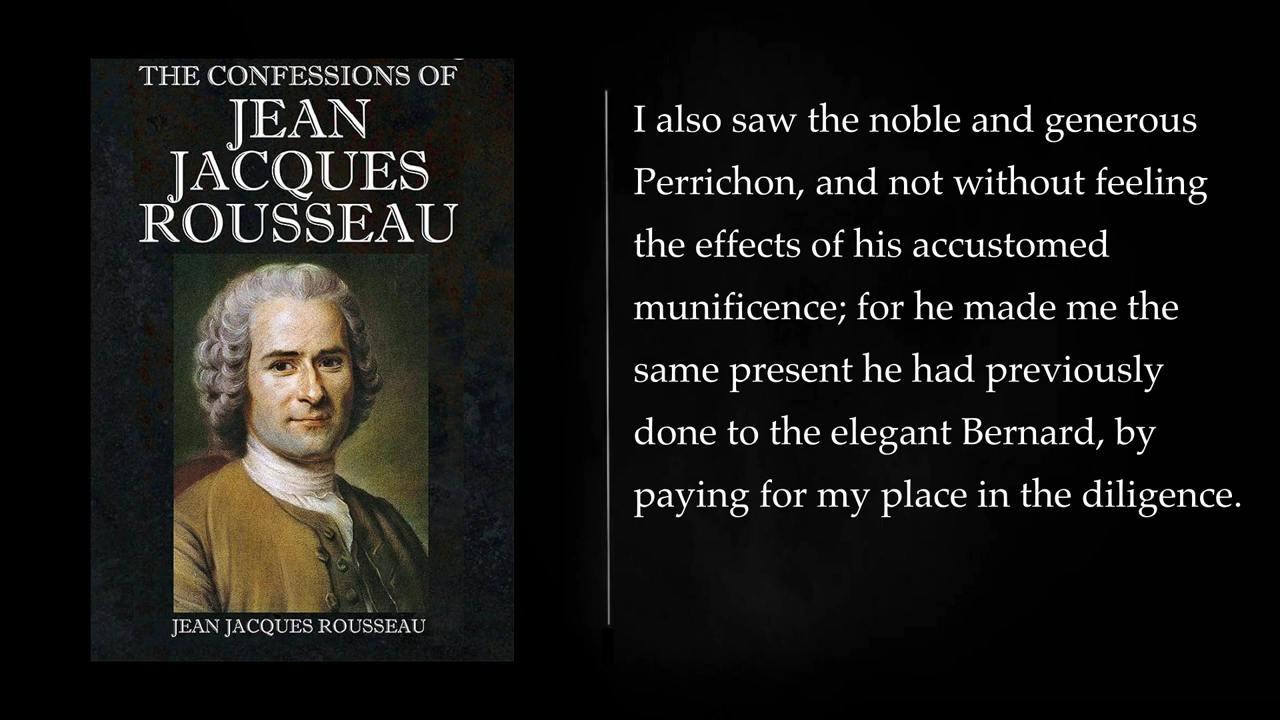 THE CONFESSIONS OF
JEAN
JACQUES
ROUSSEAU
JEAN JACQUES ROUSSEAU
I also saw the noble and generous
Perrichon, and not without feeling
the effects of his accustomed
munificence; for he made me the
same present he had previously
done to the elegant Bernard, by
paying for my place in the diligence.